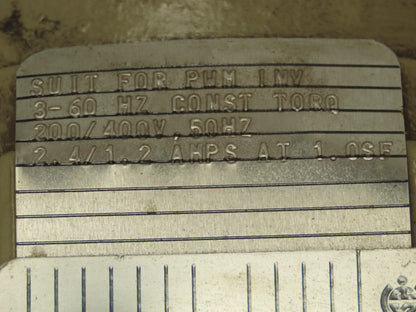 SUIT FOR PWM INV
3-60 HZ CONST TORQ
200/400V,50HZ
2.4/1.2 AMPS AT 1.0SF